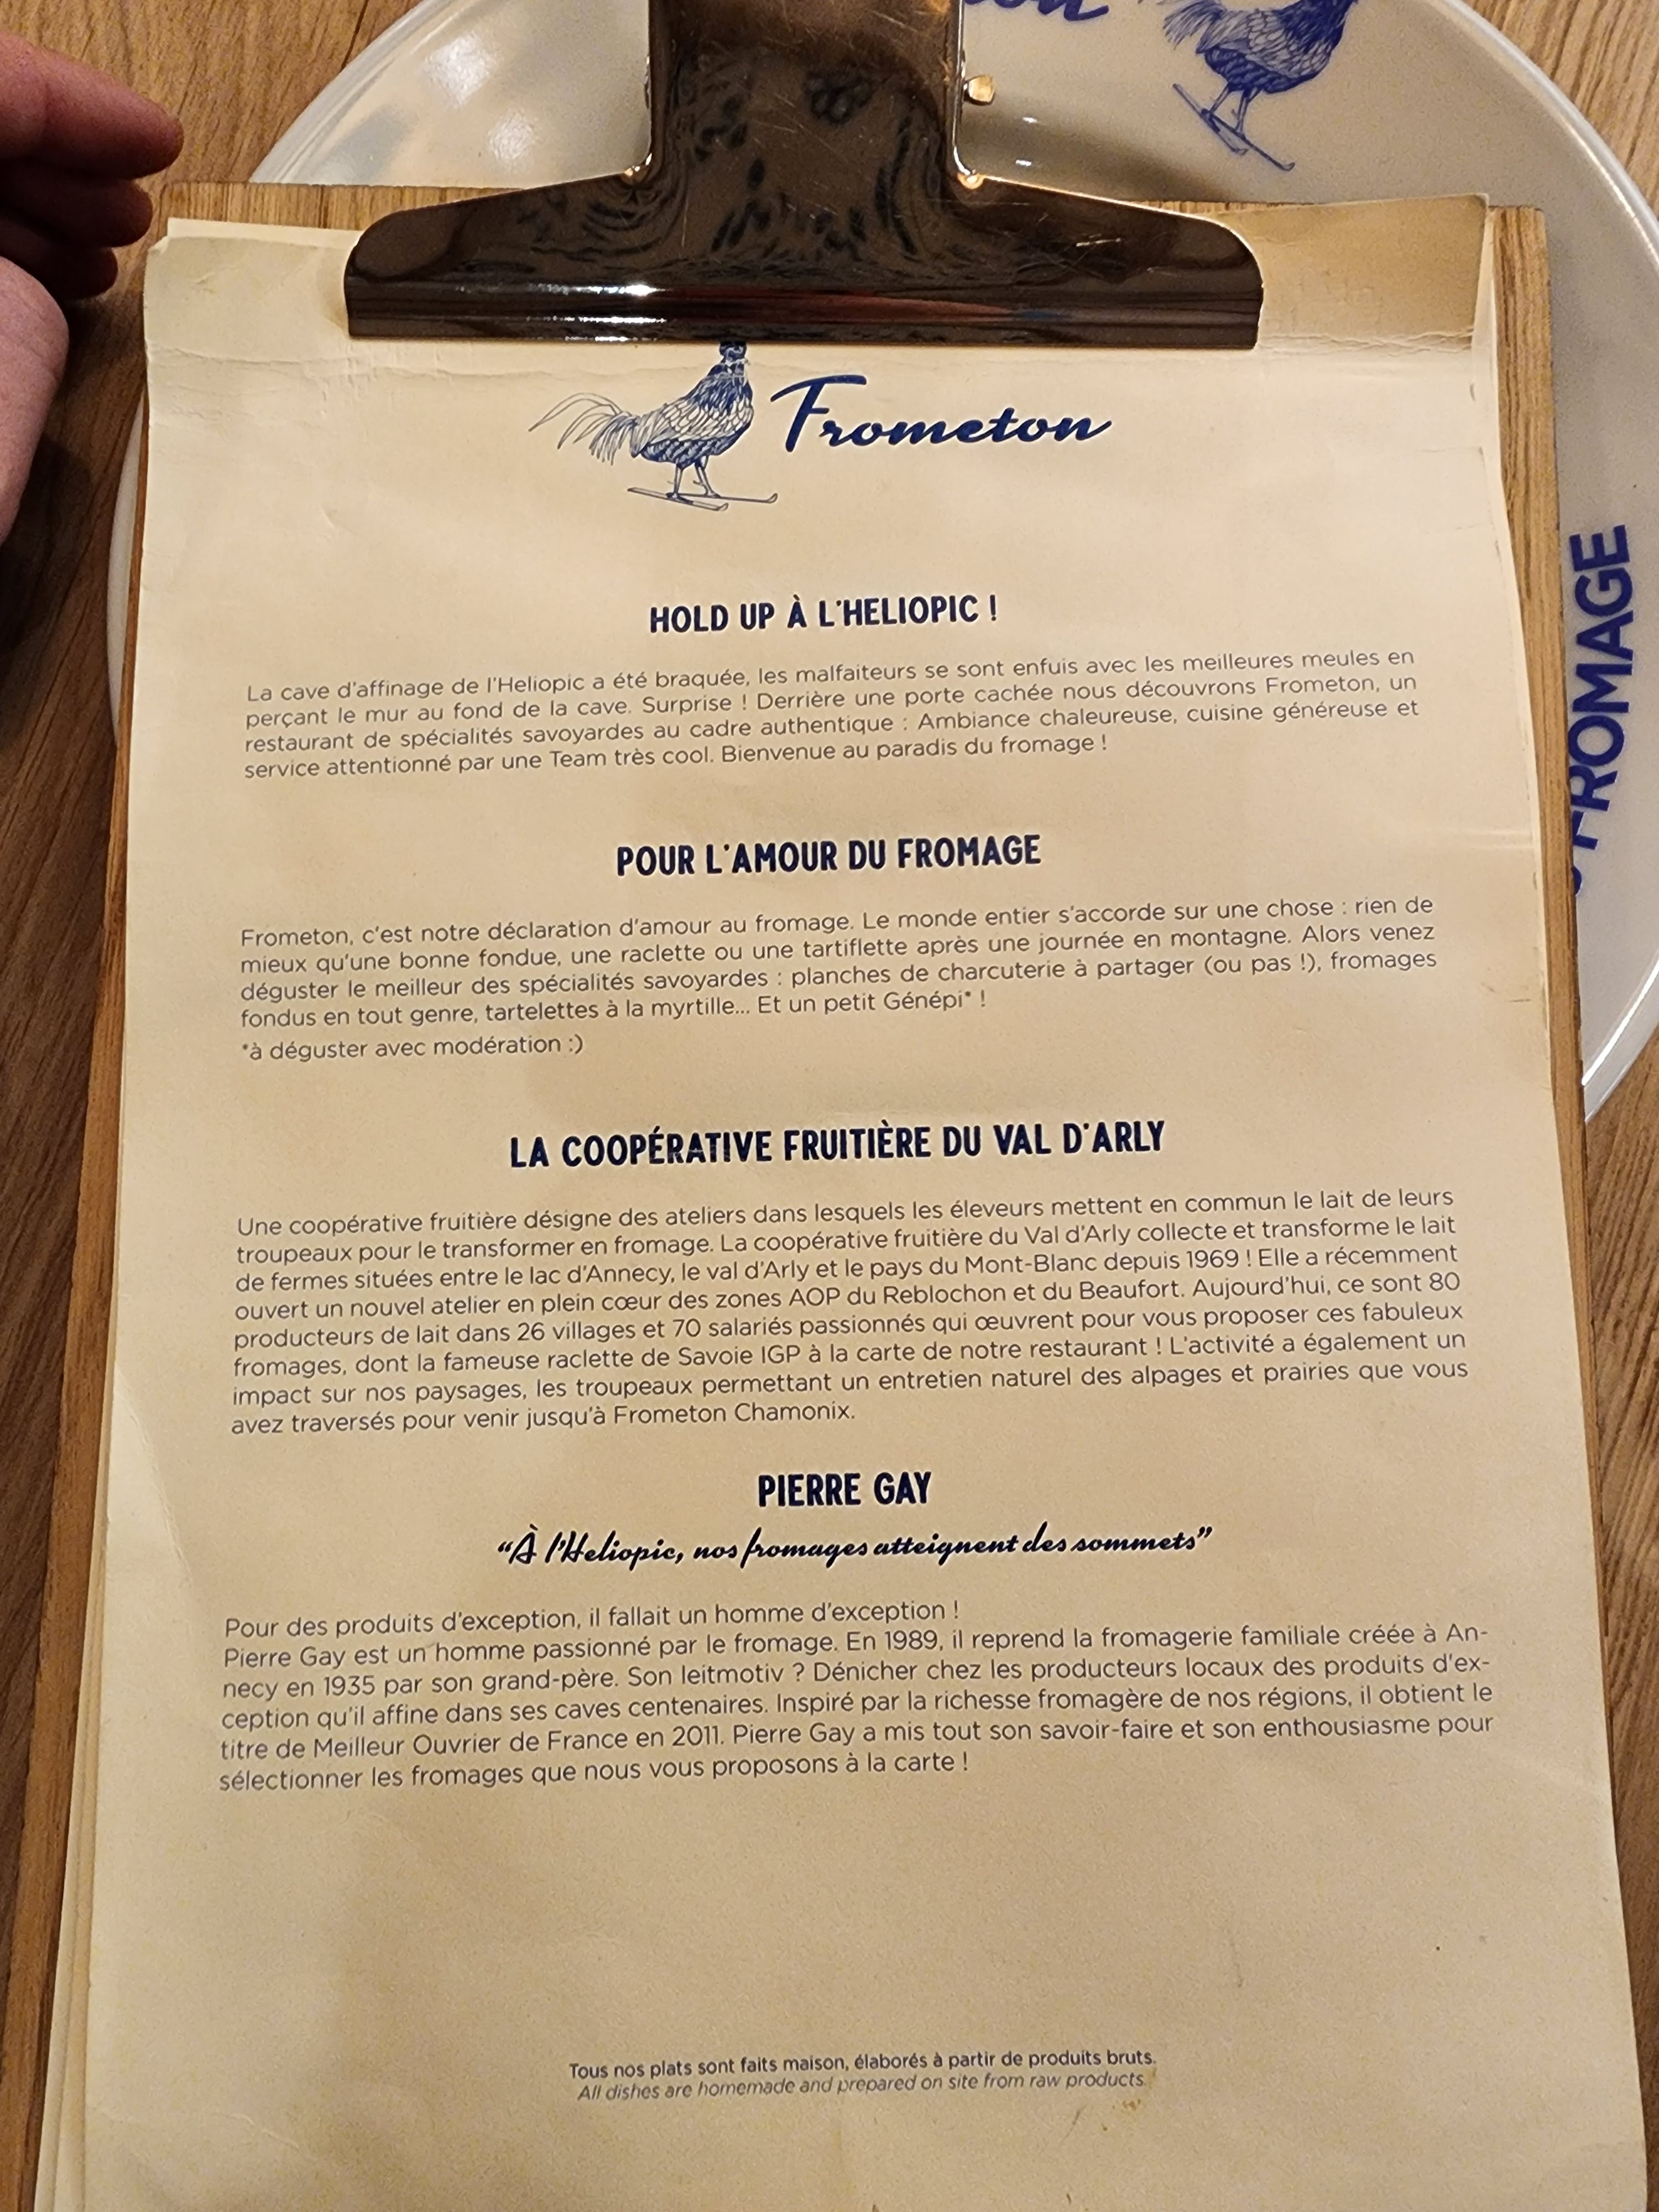 Frometon
HOLD UP À L'HELIOPIC !
La cave d'affinage de l'Heliopic a été braquée, les malfaiteurs se sont enfuis avec les meilleures meules en
perçant le mur au fond de la cave. Surprise ! Derrière une porte cachée nous découvrons Frometon, un
restaurant de spécialités savoyardes au cadre authentique : Ambiance chaleureuse, cuisine généreuse et
service attentionné par une Team très cool. Bienvenue au paradis du fromage !
POUR L'AMOUR DU FROMAGE
Frometon, c'est notre déclaration d'amour au fromage. Le monde entier s'accorde sur une chose : rien de
mieux qu'une bonne fondue, une raclette ou une tartiflette après une journée en montagne. Alors venez
déguster le meilleur des spécialités savoyardes : planches de charcuterie à partager (ou pas !), fromages
fondus en tout genre, tartelettes à la myrtille... Et un petit Génépi* !
*à déguster avec modération :)
LA COOPÉRATIVE FRUITIÈRE DU VAL D'ARLY
Une coopérative fruitière désigne des ateliers dans lesquels les éleveurs mettent en commun le lait de leurs
troupeaux pour le transformer en fromage. La coopérative fruitière du Val d'Arly collecte et transforme le lait
de fermes situées entre le lac d'Annecy, le val d'Arly et le pays du Mont-Blanc depuis 1969 ! Elle a récemment
ouvert un nouvel atelier en plein cœur des zones AOP du Reblochon et du Beaufort. Aujourd'hui, ce sont 80
producteurs de lait dans 26 villages et 70 salariés passionnés qui œuvrent pour vous proposer ces fabuleux
fromages, dont la fameuse raclette de Savoie IGP à la carte de notre restaurant ! L'activité a également un
impact sur nos paysages, les troupeaux permettant un entretien naturel des alpages et prairies que vous
avez traversés pour venir jusqu'à Frometon Chamonix.
PIERRE GAY
“À l'Heliopic, nos fromages atteignent des sommets”
Pour des produits d'exception, il fallait un homme d'exception !
Pierre Gay est un homme passionné par le fromage. En 1989, il reprend la fromagerie familiale créée à An-
necy en 1935 par son grand-père. Son leitmotiv ? Dénicher chez les producteurs locaux des produits d'ex-
ception qu'il affine dans ses caves centenaires. Inspiré par la richesse fromagère de nos régions, il obtient le
titre de Meilleur Ouvrier de France en 2011. Pierre Gay a mis tout son savoir-faire et son enthousiasme pour
sélectionner les fromages que nous vous proposons à la carte !
Tous nos plats sont faits maison, élaborés à partir de produits bruts.
All dishes are homemade and prepared on site from raw products.
FROMAGE